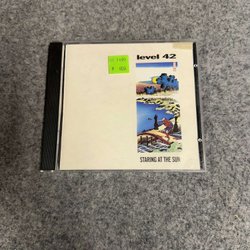 level 42
STARING AT THE SUN